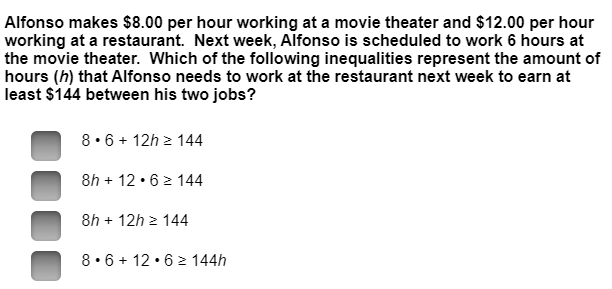 Alfonso makes $8.00 per hour working at a movie theater and $12.00 per hour
working at a restaurant.  Next week, Alfonso is scheduled to work 6 hours at
the movie theater.  Which of the following inequalities represent the amount of
hours (h) that Alfonso needs to work at the restaurant next week to earn at
least $144 between his two jobs?
8 • 6 + 12h ≥ 144
8h + 12 • 6 ≥ 144
8h + 12h ≥ 144
8 • 6 + 12 • 6 ≥ 144h